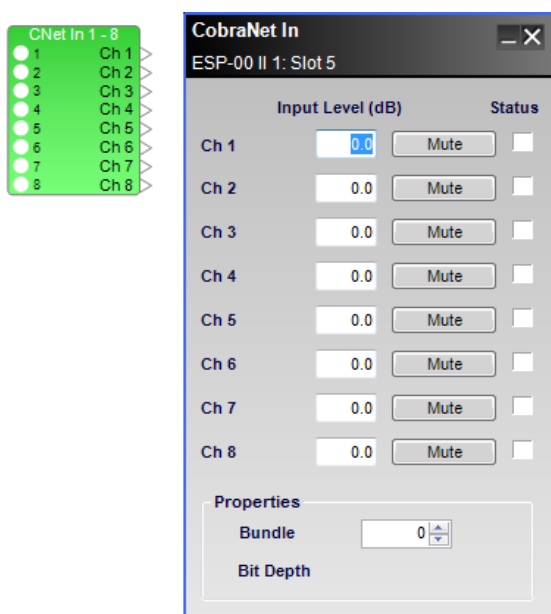 CNet In 1 - 8
1 Ch 1
2 Ch 2
3 Ch 3
4 Ch 4
5 Ch 5
6 Ch 6
7 Ch 7
8 Ch 8
CobraNet In
ESP-00 II 1: Slot 5
Input Level (dB) Status
Ch 1 0.0 Mute
Ch 2 0.0 Mute
Ch 3 0.0 Mute
Ch 4 0.0 Mute
Ch 5 0.0 Mute
Ch 6 0.0 Mute
Ch 7 0.0 Mute
Ch 8 0.0 Mute
Properties
Bundle 0
Bit Depth